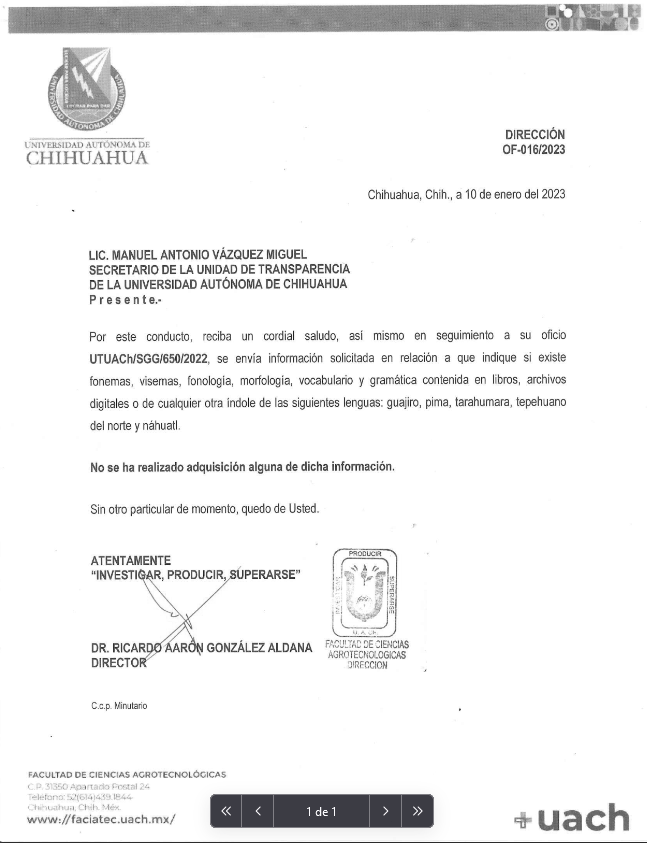 UNIVERSIDAD AUTÓNOMA DE
CHIHUAHUA
DIRECCIÓN
OF-016/2023
Chihuahua, Chih., a 10 de enero del 2023
LIC. MANUEL ANTONIO VÁZQUEZ MIGUEL
SECRETARIO DE LA UNIDAD DE TRANSPARENCIA
DE LA UNIVERSIDAD AUTÓNOMA DE CHIHUAHUA
P r e s e n t e.-
Por este conducto, reciba un cordial saludo, así mismo en seguimiento a su oficio
UTUACh/SGG/650/2022, se envía información solicitada en relación a que indique si existe
fonemas, visemas, fonología, morfología, vocabulario y gramática contenida en libros, archivos
digitales o de cualquier otra índole de las siguientes lenguas: guajiro, pima, tarahumara, tepehuano
del norte y náhuatl.
No se ha realizado adquisición alguna de dicha información.
Sin otro particular de momento, quedo de Usted.
ATENTAMENTE
“INVESTIGAR, PRODUCIR, SUPERARSE”
DR. RICARDO AARÓN GONZÁLEZ ALDANA
DIRECTOR
PRODUCIR
SUPERARSE
FACULTAD DE CIENCIAS
AGROTECNOLOGICAS
DIRECCION
C.c.p. Minutario
FACULTAD DE CIENCIAS AGROTECNOLÓGICAS
C.P. 31350 Apartado Postal 24
Teléfono: 52(614)439.1844
Chihuahua, Chih. Méx.
www.//faciatec.uach.mx/
1 de 1
uach